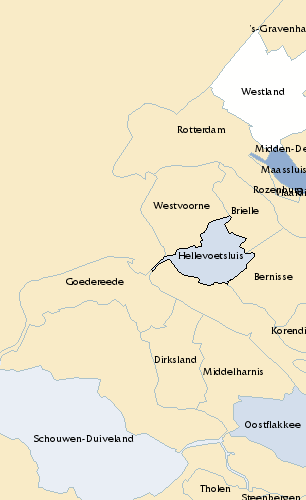 's-Gravenha
Westland
Rotterdam
Midden-De
Maassluis
Rozenburg
Vlaardi
Westvoorne
Brielle
Hellevoetsluis
Bernisse
Goedereede
Korendi
Dirksland
Middelharnis
Oostflakkee
Schouwen-Duiveland
Tholen
Steenbergen